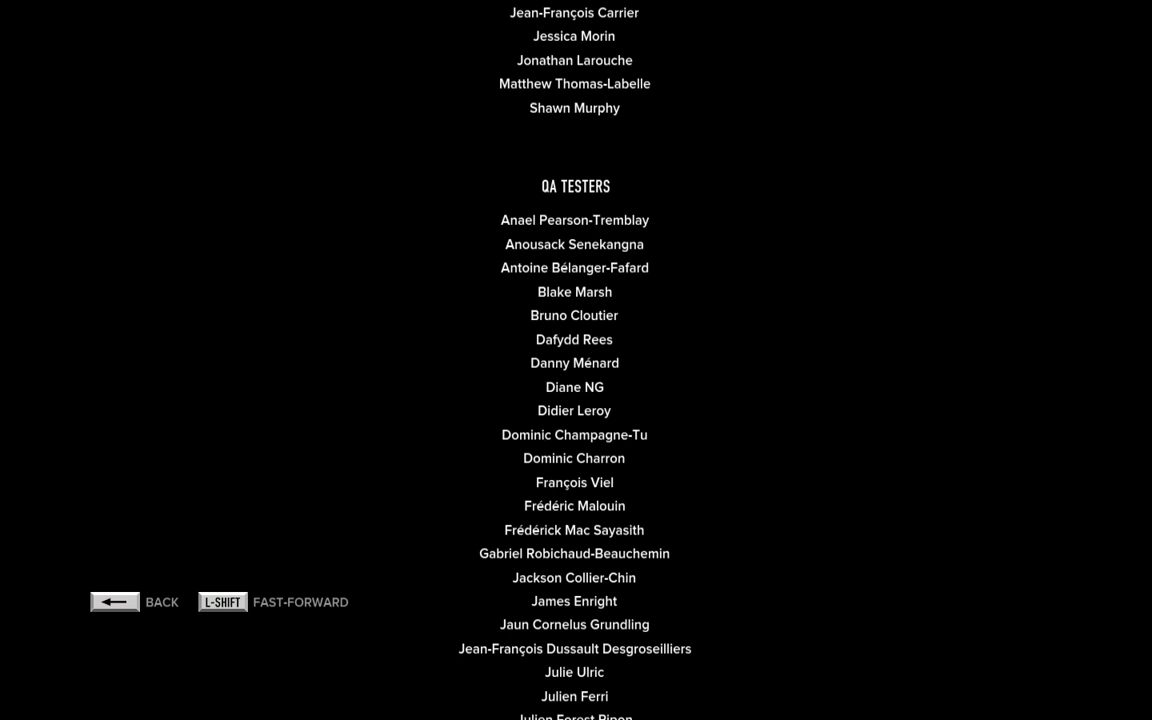 Jean-François Carrier
Jessica Morin
Jonathan Larouche
Matthew Thomas-Labelle
Shawn Murphy
QA TESTERS
Anael Pearson-Tremblay
Anousack Senekangna
Antoine Bélanger-Fafard
Blake Marsh
Bruno Cloutier
Dafydd Rees
Danny Ménard
Diane NG
Didier Leroy
Dominic Champagne-Tu
Dominic Charron
François Viel
Frédéric Malouin
Frédérick Mac Sayasith
Gabriel Robichaud-Beauchemin
Jackson Collier-Chin
James Enright
BACK L-SHIFT FAST-FORWARD
Jaun Cornelus Grundling
Jean-François Dussault Desgroseilliers
Julie Ulric
Julien Ferri
Julien Forest